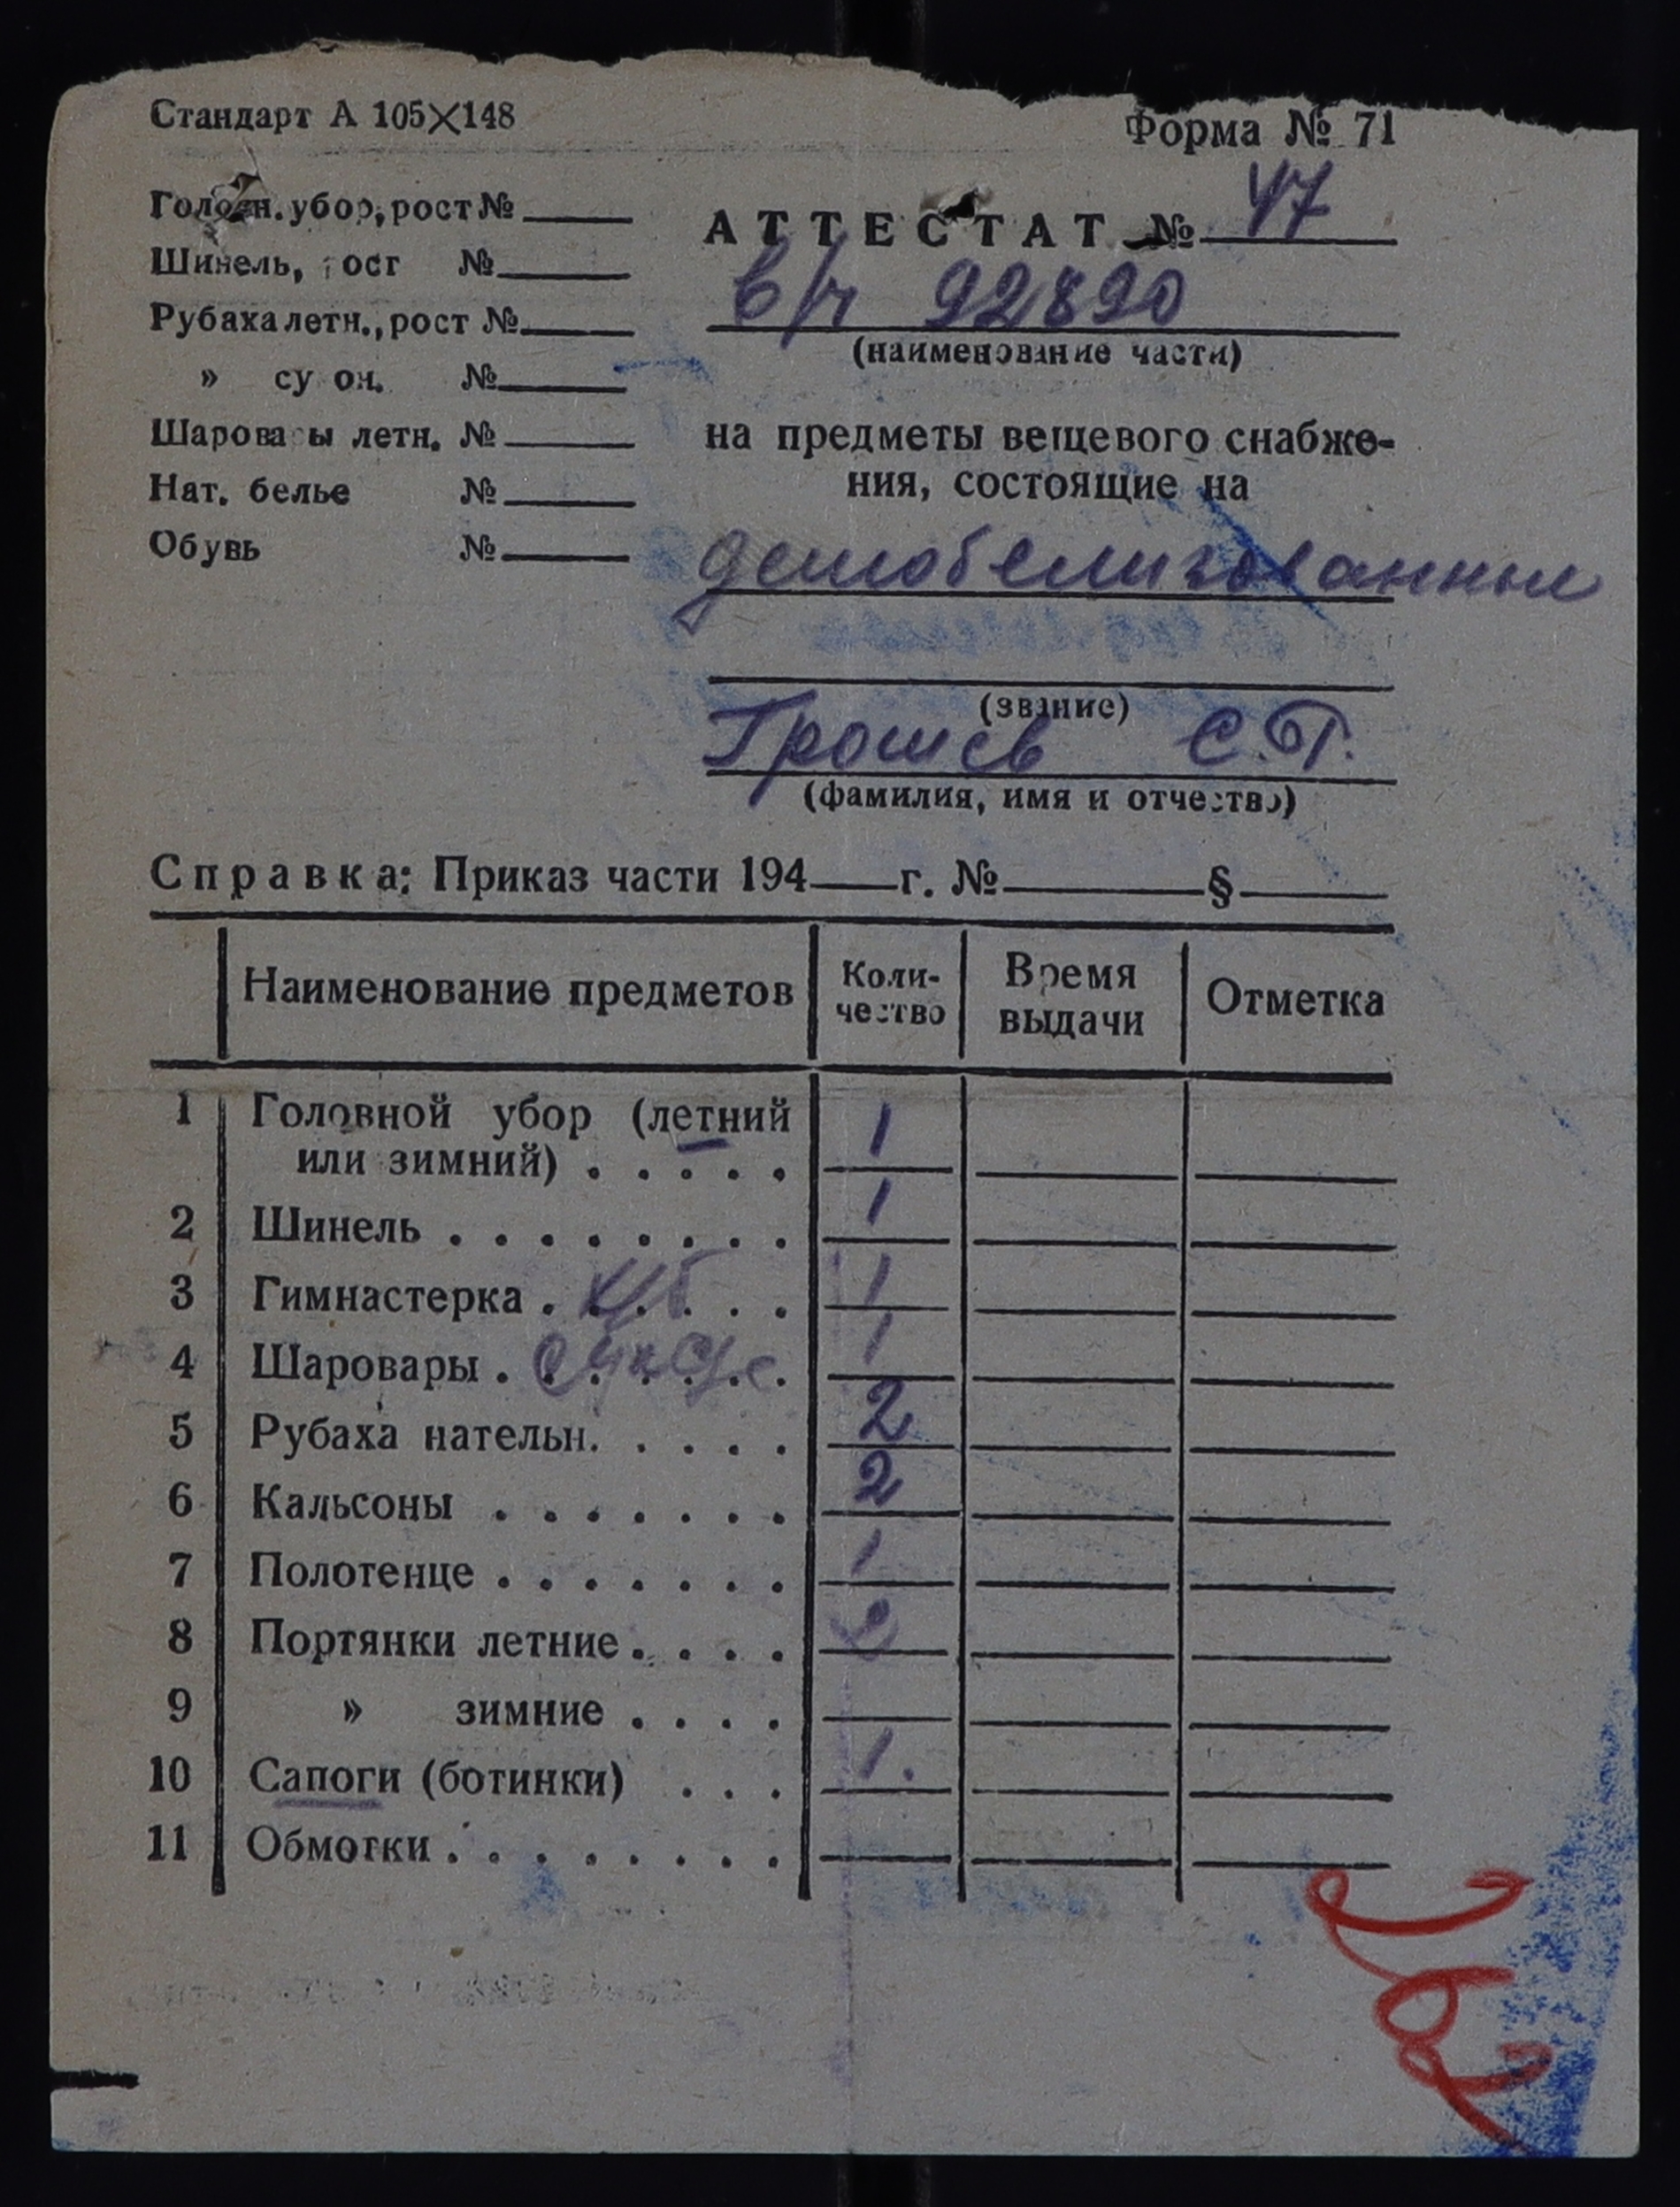 Стандарт А 105×148
Форма № 71
Головн. убор, рост №
Шинель, рост №
Рубаха летн., рост №
» сукон. №
Шаровары летн. №
Нат. белье №
Обувь №
АТТЕСТАТ № 47
в/ч 92890
(наименование части)
на предметы вещевого снабже-
ния, состоящие на
демобелизованный
(звание)
Грошев С.П.
(фамилия, имя и отчество)
Справка: Приказ части 194 г. № §
Наименование предметов Коли-чество Время выдачи Отметка
1 Головной убор (летний
или зимний) . . . . . 1
2 Шинель . . . . . . . . 1
3 Гимнастерка . х/б . . . 1
4 Шаровары . . . . . . . 1
5 Рубаха нательн. . . . . 2
6 Кальсоны . . . . . . . 2
7 Полотенце . . . . . . . 1
8 Портянки летние . . . . 2
9 » зимние . . . .
10 Сапоги (ботинки) . . . 1.
11 Обмотки . . . . . . . .